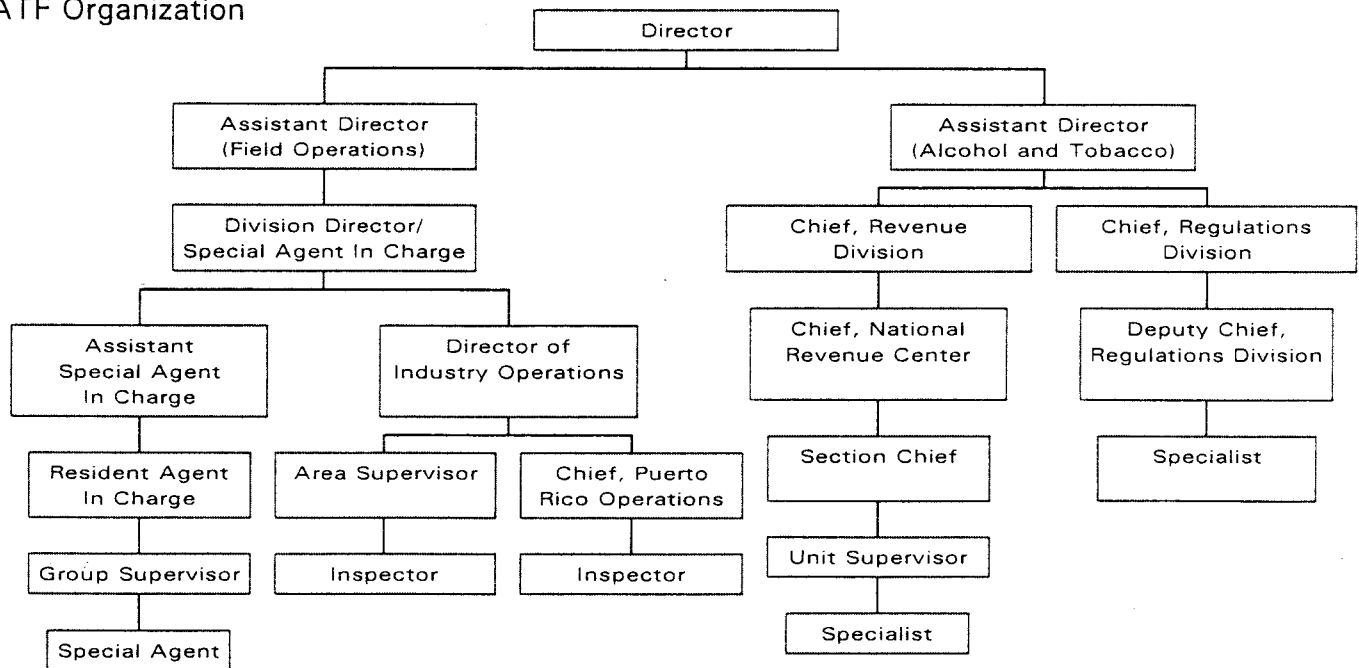 ATF Organization
Director
Assistant Director
(Field Operations)
Assistant Director
(Alcohol and Tobacco)
Division Director/
Special Agent In Charge
Chief, Revenue
Division
Chief, Regulations
Division
Assistant
Special Agent
In Charge
Director of
Industry Operations
Chief, National
Revenue Center
Deputy Chief,
Regulations Division
Resident Agent
In Charge
Area Supervisor
Chief, Puerto
Rico Operations
Section Chief
Specialist
Group Supervisor
Inspector
Inspector
Unit Supervisor
Special Agent
Specialist